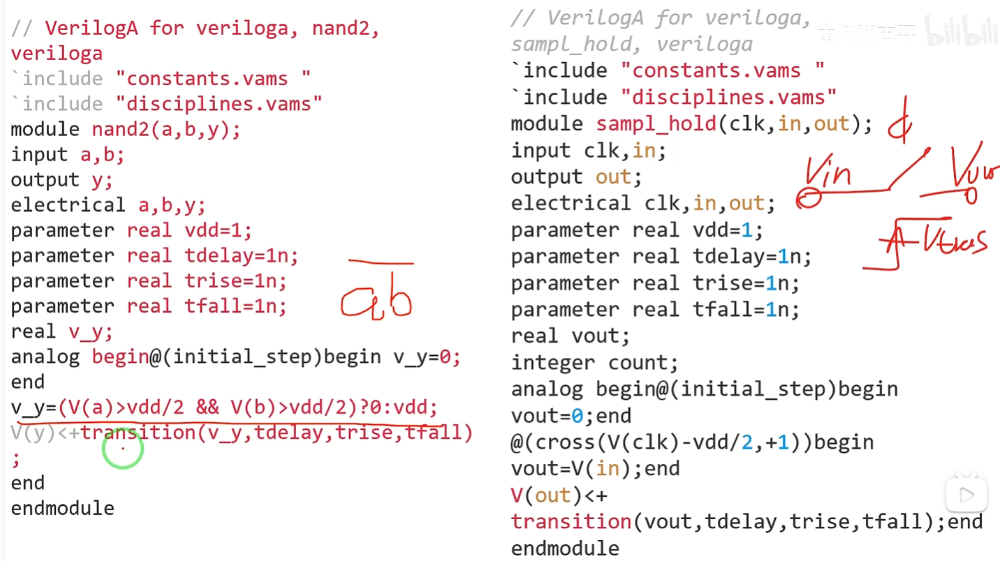 // VerilogA for veriloga, nand2,
veriloga
`include "constants.vams "
`include "disciplines.vams"
module nand2(a,b,y);
input a,b;
output y;
electrical a,b,y;
parameter real vdd=1;
parameter real tdelay=1n;
parameter real trise=1n;
parameter real tfall=1n;
real v_y;
analog begin@(initial_step)begin v_y=0;
end
v_y=(V(a)>vdd/2 && V(b)>vdd/2)?0:vdd;
V(y)<+transition(v_y,tdelay,trise,tfall)
;
end
endmodule
ab
// VerilogA for veriloga,
sampl_hold, veriloga
`include "constants.vams "
`include "disciplines.vams"
module sampl_hold(clk,in,out);
input clk,in;
output out;
electrical clk,in,out;
parameter real vdd=1;
parameter real tdelay=1n;
parameter real trise=1n;
parameter real tfall=1n;
real vout;
integer count;
analog begin@(initial_step)begin
vout=0;end
@(cross(V(clk)-vdd/2,+1))begin
vout=V(in);end
V(out)<+
transition(vout,tdelay,trise,tfall);end
endmodule
Vin
bilibili